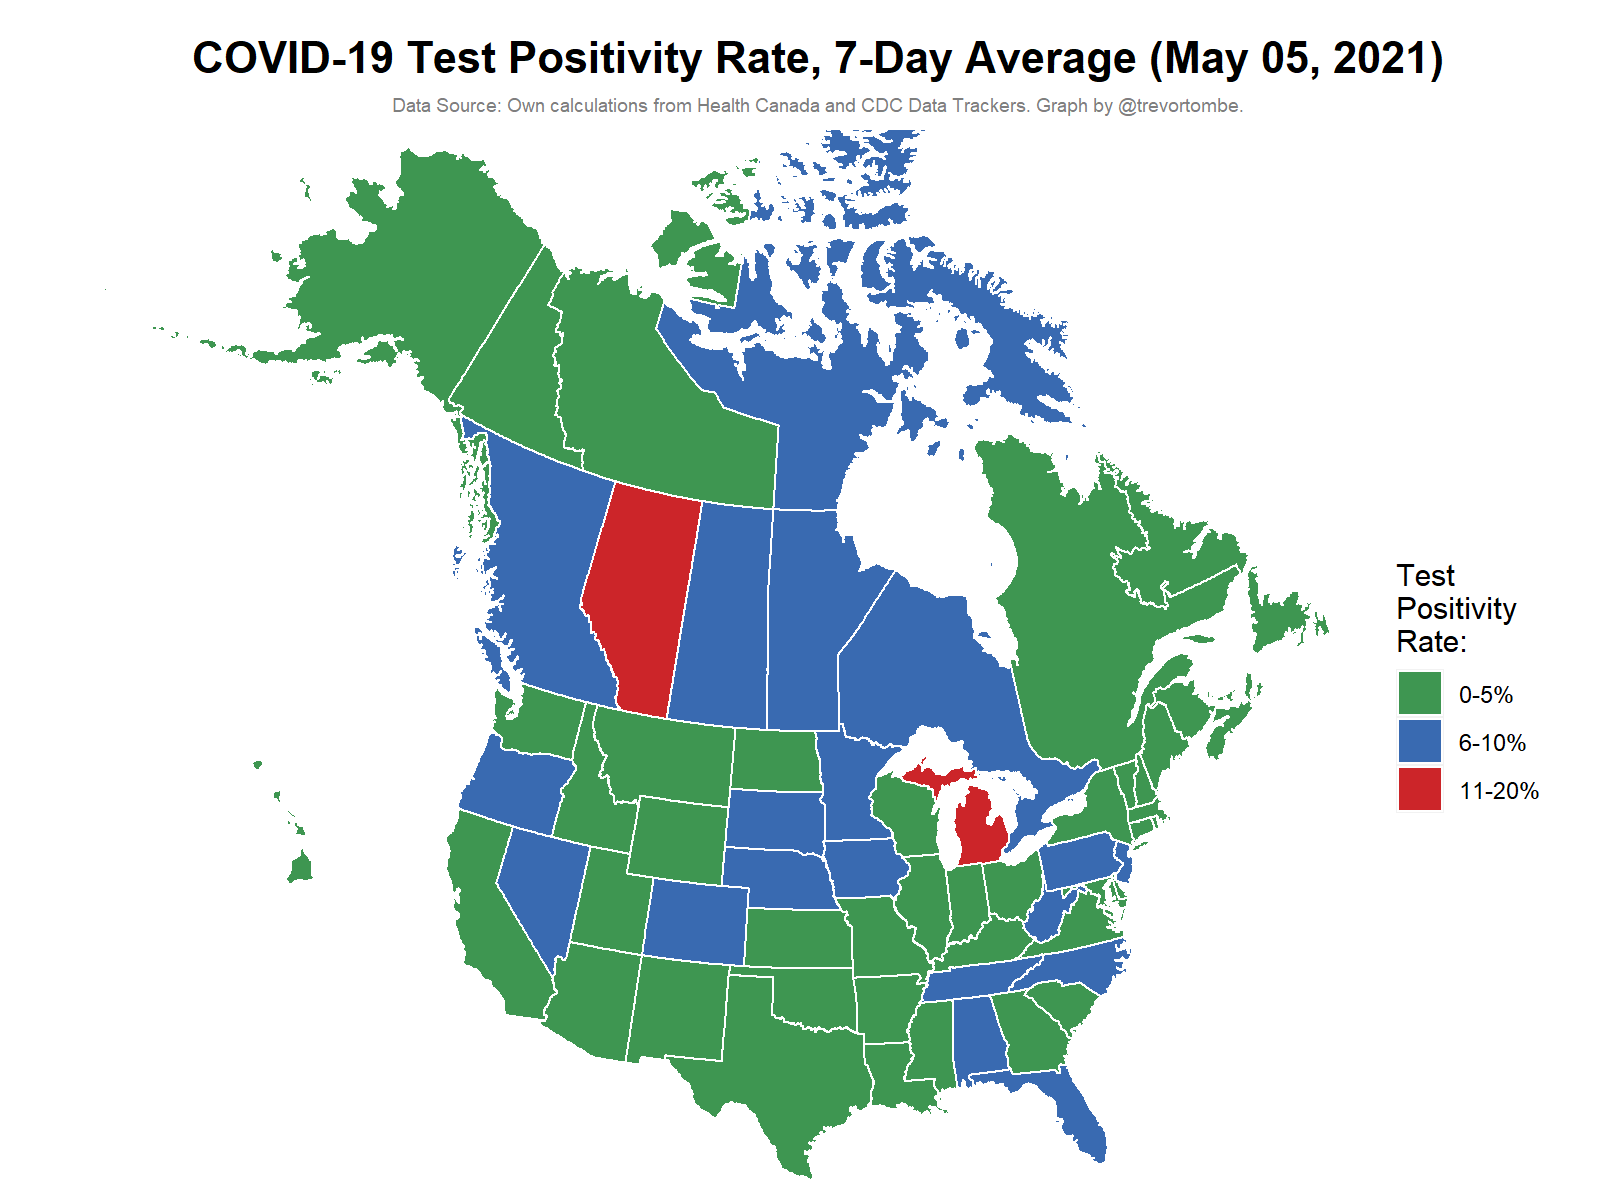 COVID-19 Test Positivity Rate, 7-Day Average (May 05, 2021)
Data Source: Own calculations from Health Canada and CDC Data Trackers. Graph by @trevortombe.
Test
Positivity
Rate:
0-5%
6-10%
11-20%